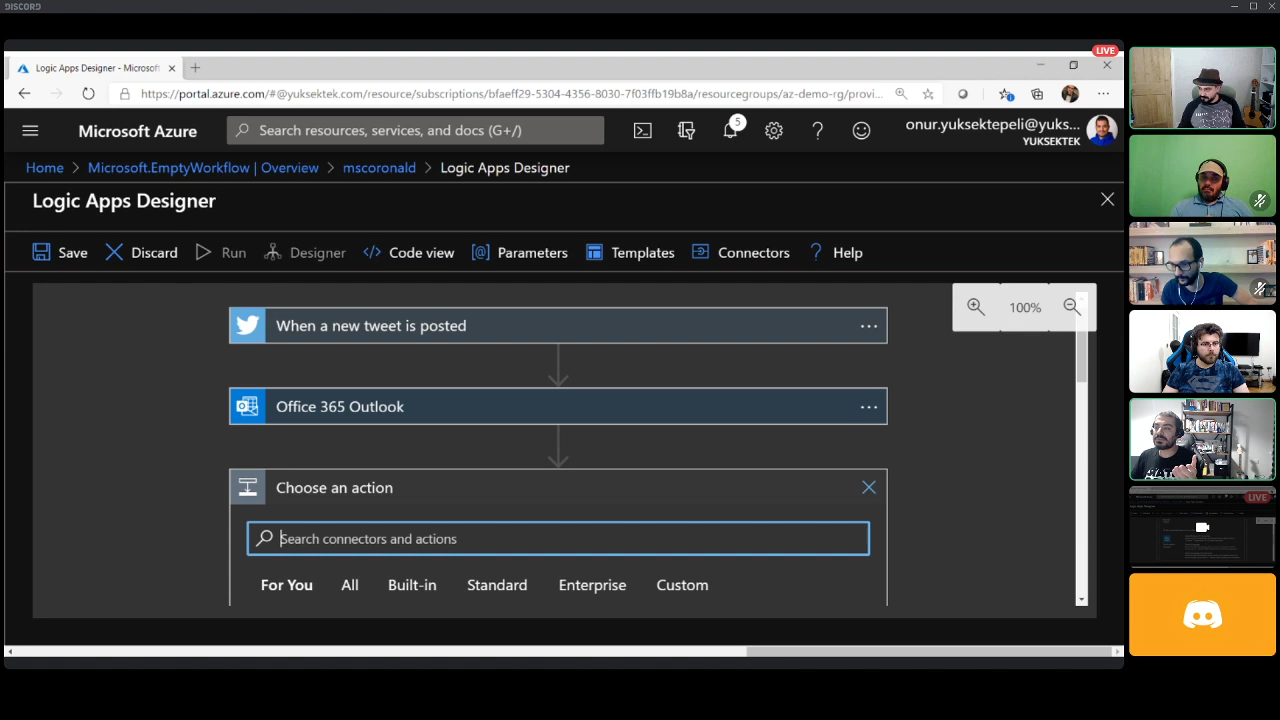 DISCORD
LIVE
Logic Apps Designer - Microsoft
https://portal.azure.com/#@yuksektek.com/resource/subscriptions/bfaeff29-5304-4356-8030-7f03ffb19b8a/resourcegroups/az-demo-rg/provi...
Microsoft Azure
Search resources, services, and docs (G+/)
5
onur.yuksektepeli@yuks...
YUKSEKTEK
Home > Microsoft.EmptyWorkflow | Overview > mscoronald > Logic Apps Designer
Logic Apps Designer
Save Discard Run Designer Code view Parameters Templates Connectors Help
When a new tweet is posted
100%
Office 365 Outlook
Choose an action
Search connectors and actions
For You All Built-in Standard Enterprise Custom
LIVE